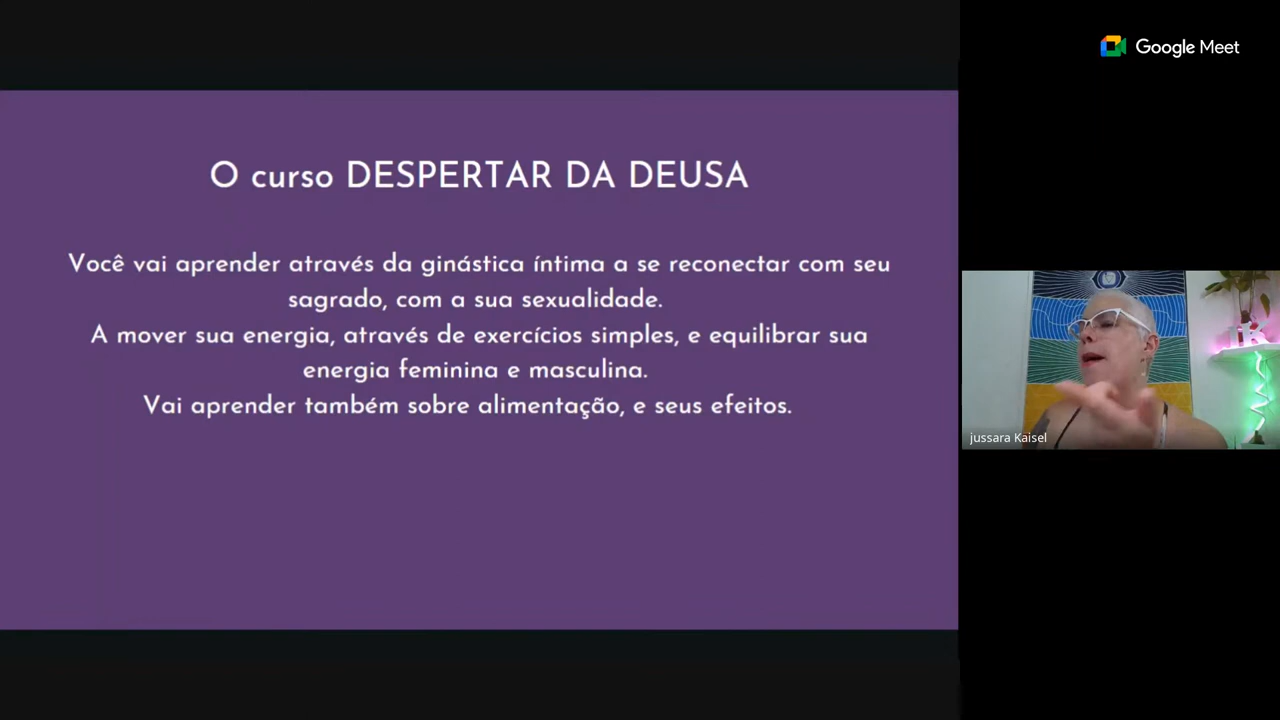 O curso DESPERTAR DA DEUSA
Você vai aprender através da ginástica íntima a se reconectar com seu
sagrado, com a sua sexualidade.
A mover sua energia, através de exercícios simples, e equilibrar sua
energia feminina e masculina.
Vai aprender também sobre alimentação, e seus efeitos.
Google Meet
jussara Kaisel